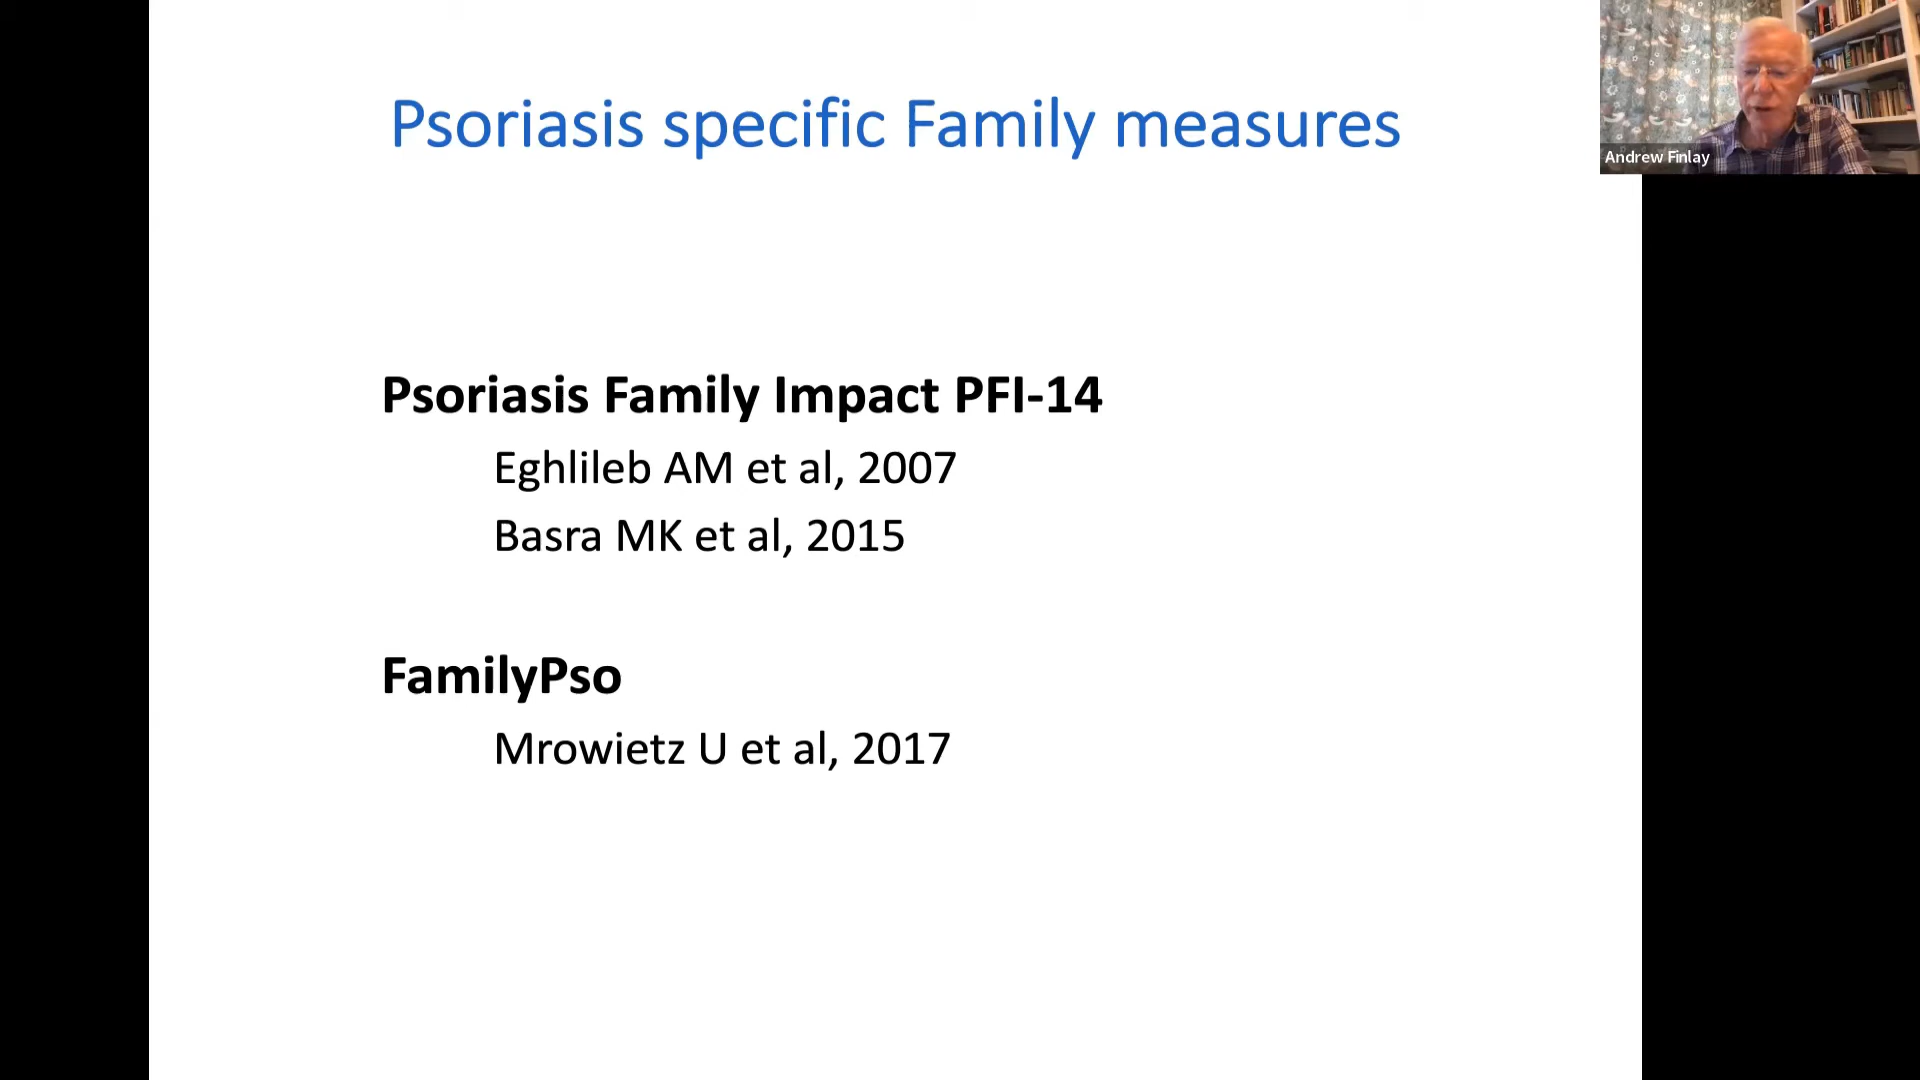 Psoriasis specific Family measures
Andrew Finlay
Psoriasis Family Impact PFI-14
Eghlileb AM et al, 2007
Basra MK et al, 2015
FamilyPso
Mrowietz U et al, 2017